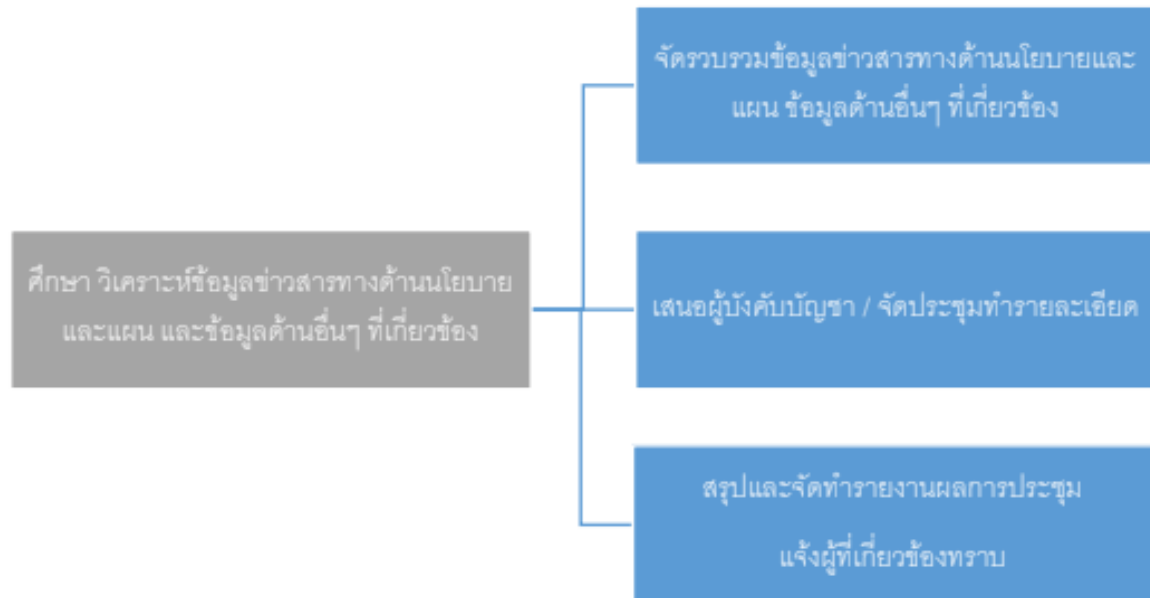 จัดรวบรวมข้อมูลข่าวสารทางด้านนโยบายและ
แผน ข้อมูลด้านอื่นๆ ที่เกี่ยวข้อง
ศึกษา วิเคราะห์ข้อมูลข่าวสารทางด้านนโยบาย
และแผน และข้อมูลด้านอื่นๆ ที่เกี่ยวข้อง
เสนอผู้บังคับบัญชา / จัดประชุมทำรายละเอียด
สรุปและจัดทำรายงานผลการประชุม
แจ้งผู้ที่เกี่ยวข้องทราบ